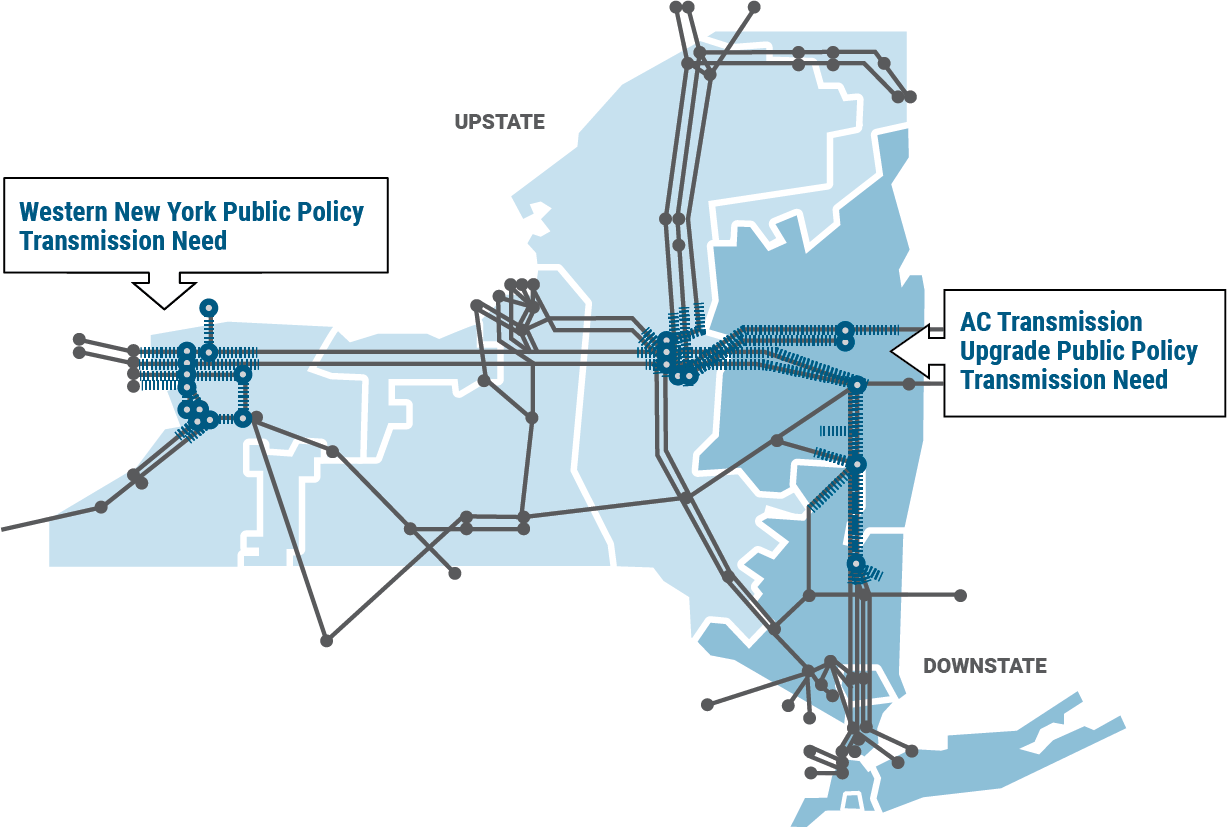 UPSTATE
Western New York Public Policy
Transmission Need
AC Transmission
Upgrade Public Policy
Transmission Need
DOWNSTATE